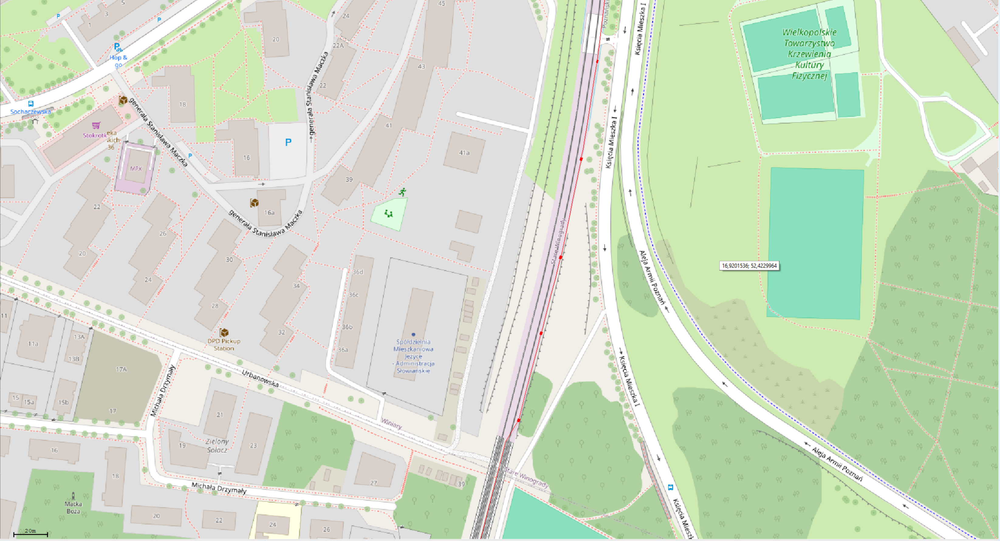 5
3
1
P
P
P
Hop &
go
Sochaczewska
Stokrotk
eka
kich
36
MPK
generała Stanisława Maczka
P
18
20
24
22A
22
generała Stanisława Maczka
45
43
41
39
41a
16
P
16a
generała Stanisława Maczka
22
20
26
24
30
28
34
32
DPD Pickup
Station
36d
36c
36b
36a
Spółdzielnia
Mieszkaniowa
Jeżyce
- Administracja
Słowiańskie
11
11a
13A
13B
17A
17
15
15a
15b
Michała Drzymały
Urbanowska
Winiary
21
19
23
Zielony
Sołacz
16
18
20
22
24
26
27
39
Michała Drzymały
Matka
Boża
20m
Stare Winogrady
Stare Winogrady
Księcia Mieszka I
Księcia Mieszka I
Księcia Mieszka I
Aleja Armii Poznań
Aleja Armii Poznań
Wielkopolskie
Towarzystwo
Krzewienia
Kultury
Fizycznej
16,9201536; 52,4229964